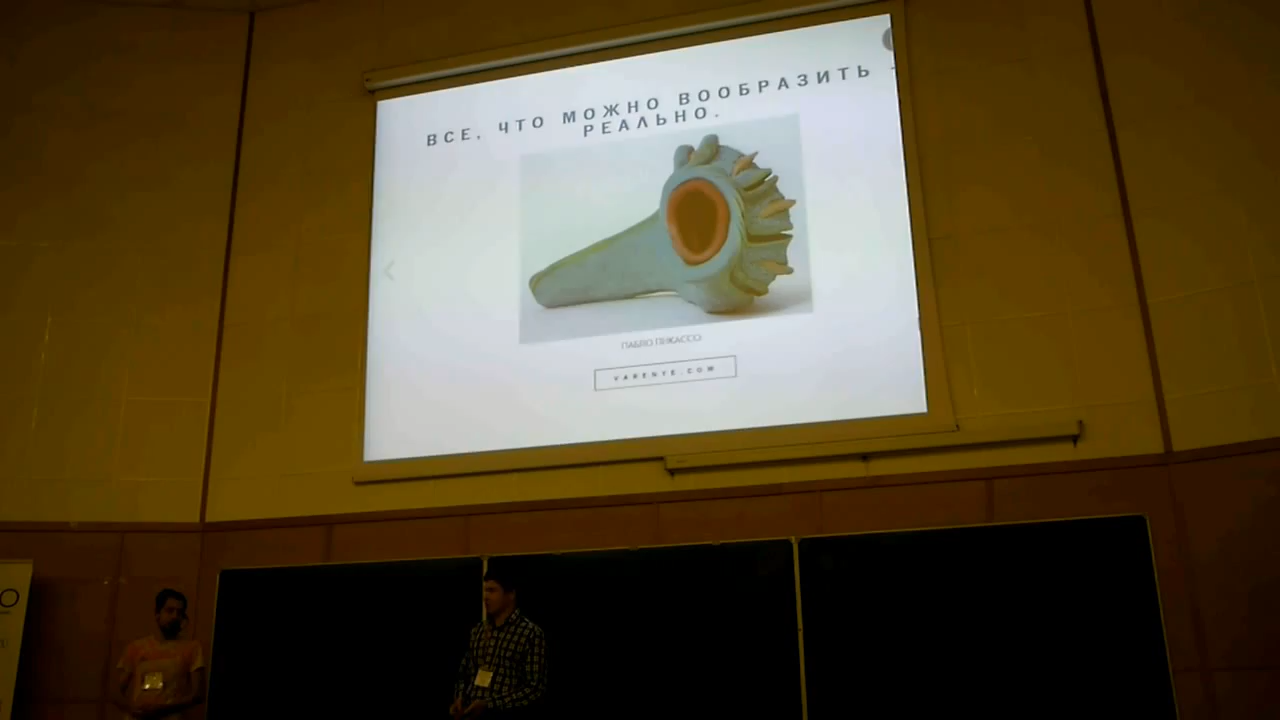 ВСЕ, ЧТО МОЖНО ВООБРАЗИТЬ -
РЕАЛЬНО.
ПАБЛО ПИКАССО
VARENYE.COM